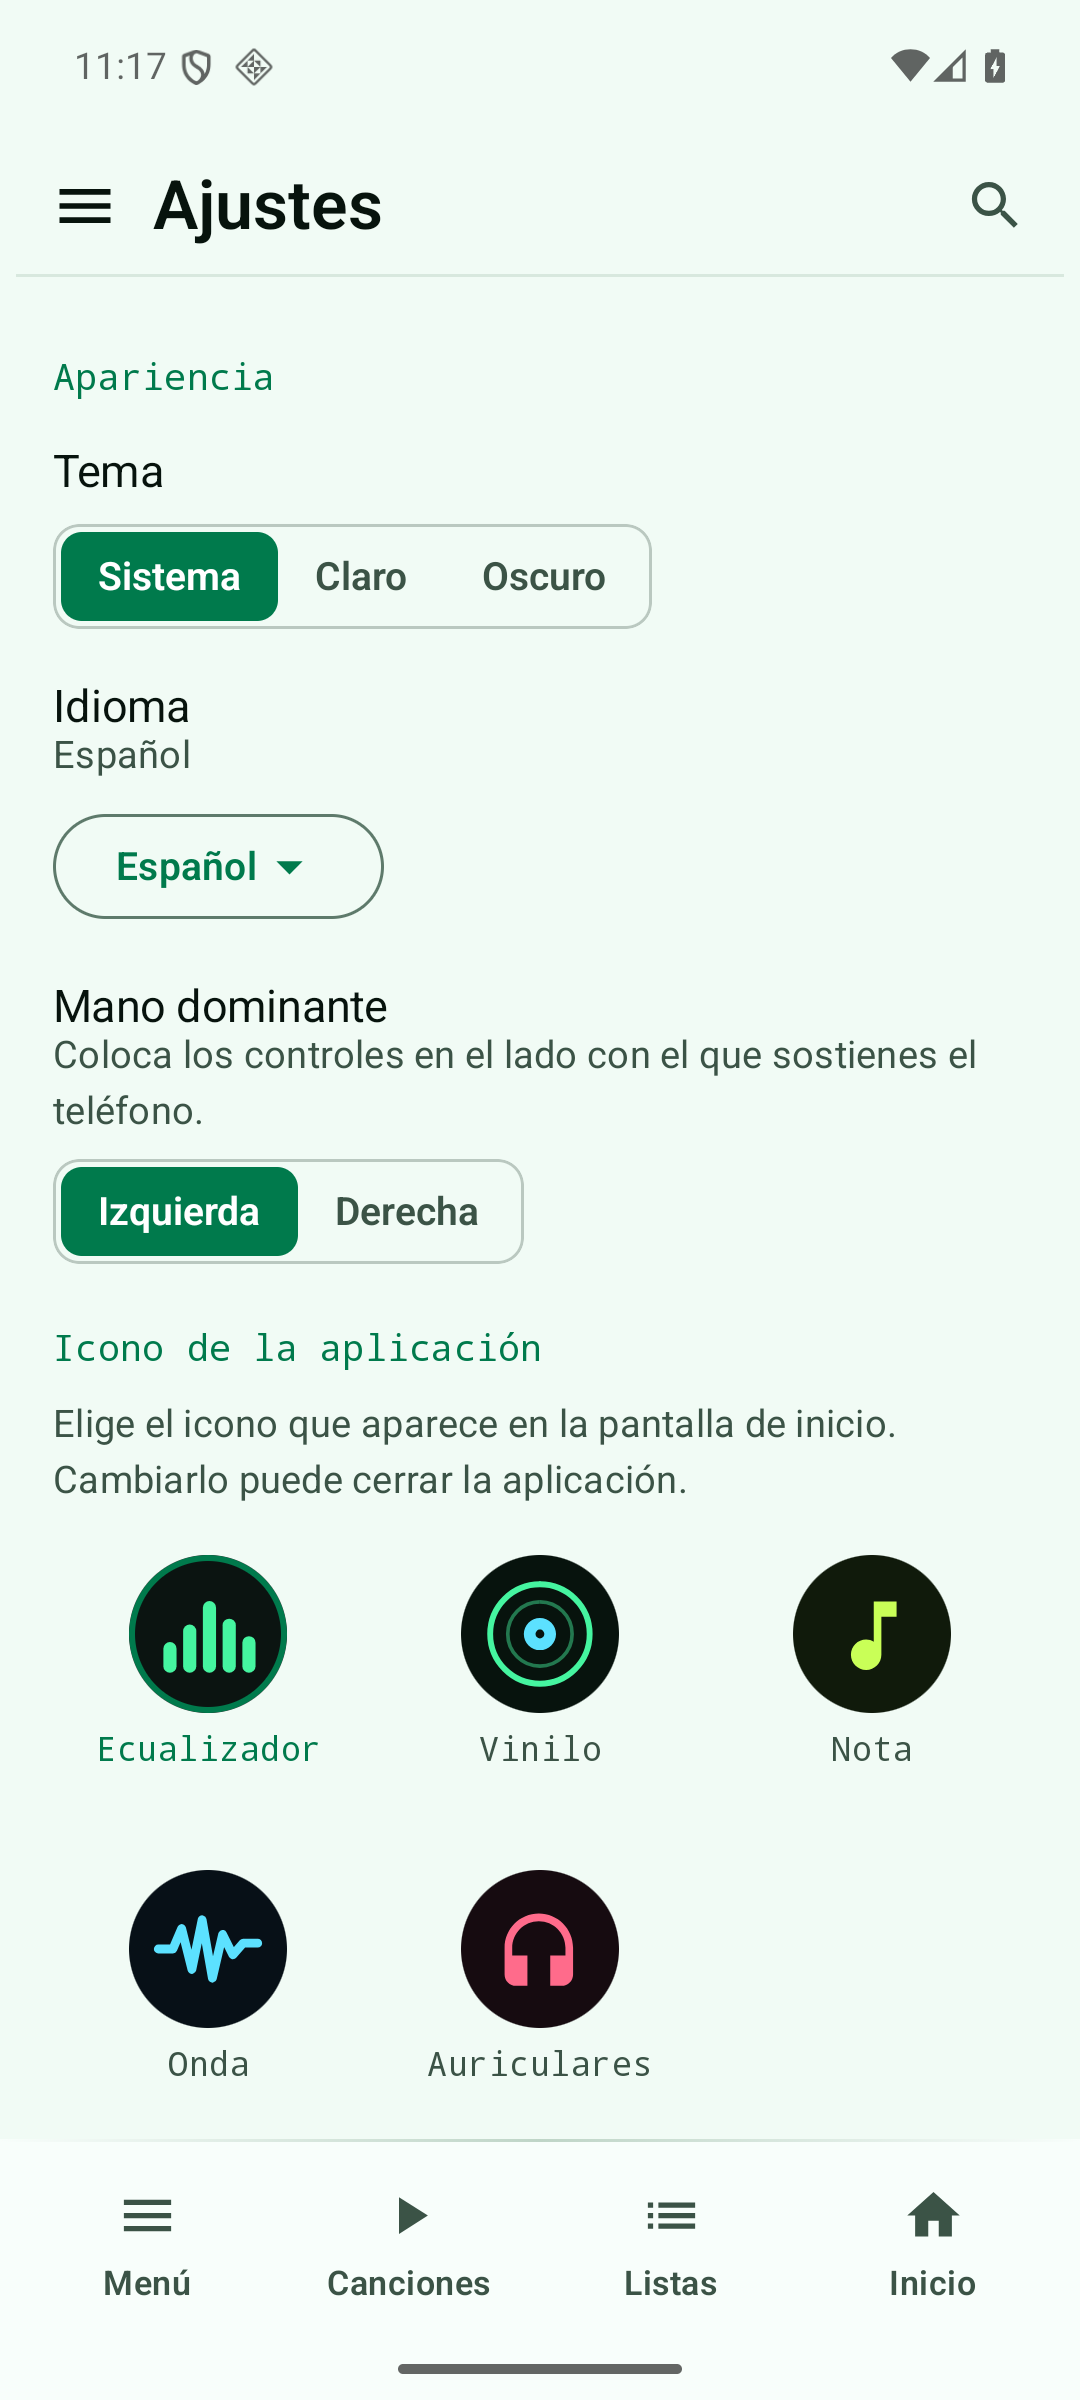 11:17
Ajustes
Apariencia
Tema
Sistema Claro Oscuro
Idioma
Español
Español
Mano dominante
Coloca los controles en el lado con el que sostienes el
teléfono.
Izquierda Derecha
Icono de la aplicación
Elige el icono que aparece en la pantalla de inicio.
Cambiarlo puede cerrar la aplicación.
Ecualizador Vinilo Nota
Onda Auriculares
Menú Canciones Listas Inicio